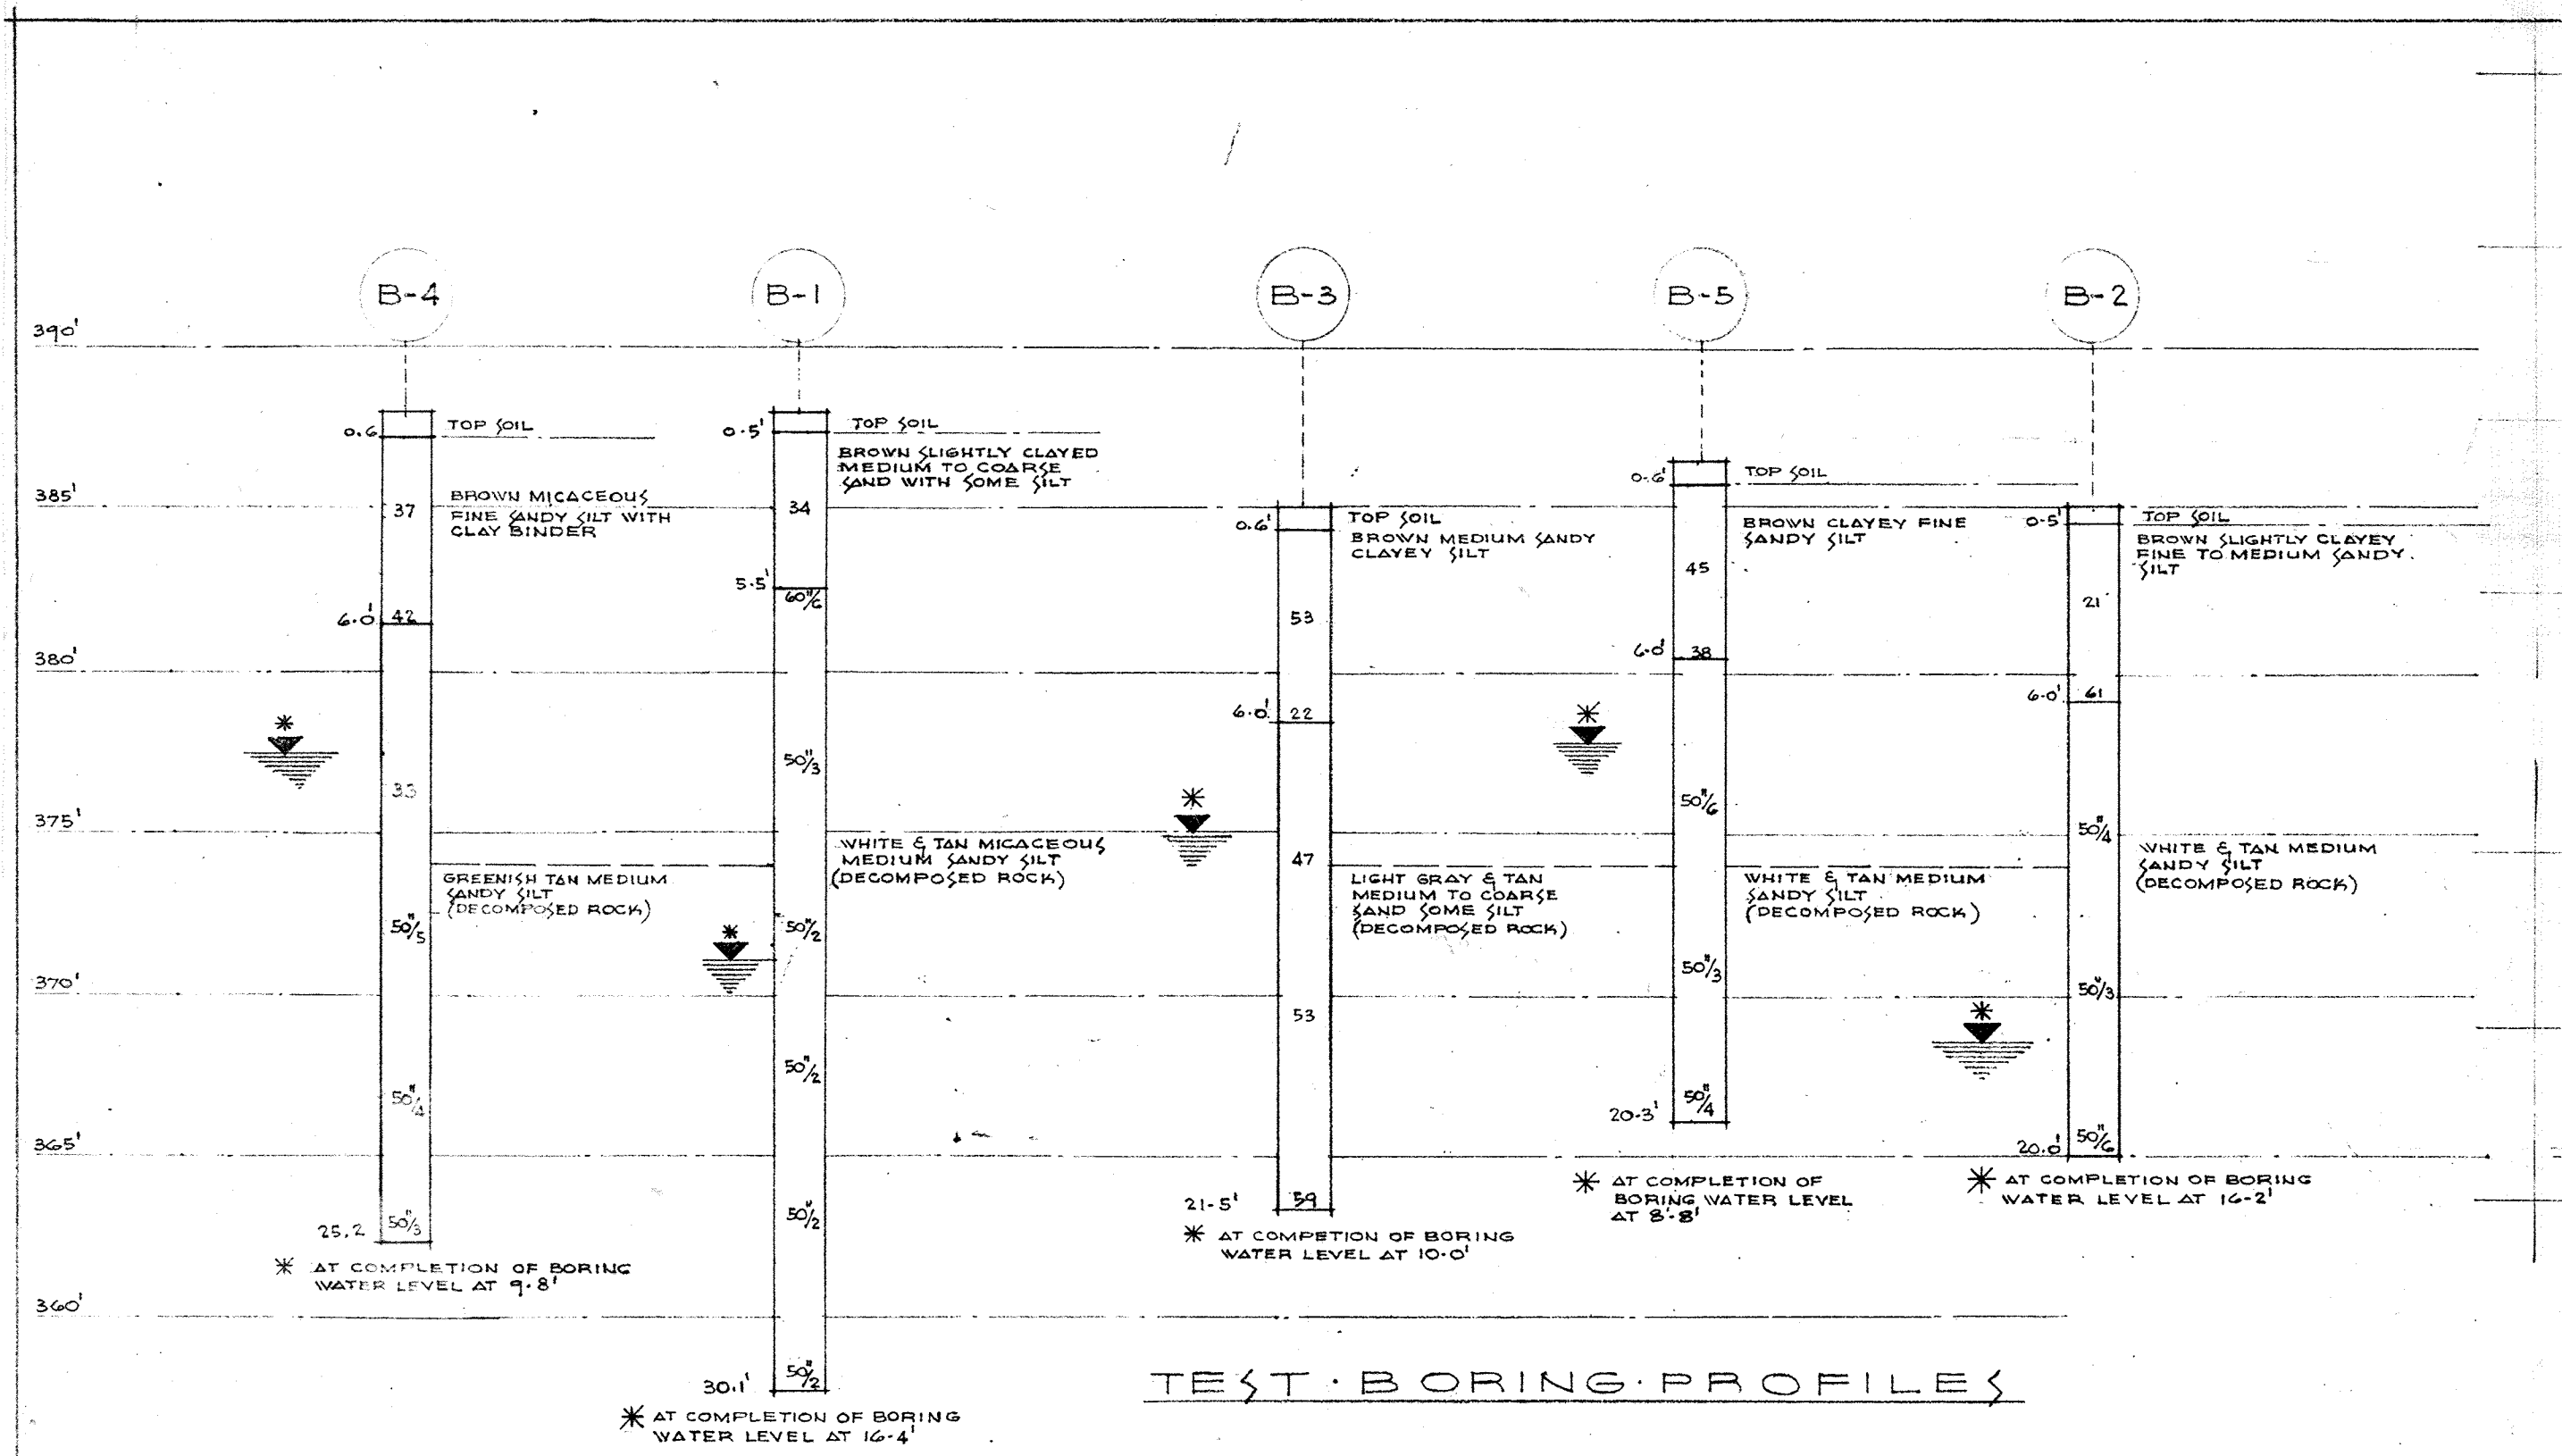 B-4
B-1
B-3
B-5
B-2
390'
385'
380'
375'
370'
365'
360'
0.6
TOP SOIL
37
BROWN MICACEOUS
FINE SANDY SILT WITH
CLAY BINDER
6.0'
42
33
GREENISH TAN MEDIUM
SANDY SILT
(DECOMPOSED ROCK)
50/5"
50/4"
25.2
50/3"
* AT COMPLETION OF BORING
WATER LEVEL AT 9.8'
0.5'
TOP SOIL
BROWN SLIGHTLY CLAYED
MEDIUM TO COARSE
SAND WITH SOME SILT
34
5.5'
60/6"
50/3"
WHITE & TAN MICACEOUS
MEDIUM SANDY SILT
(DECOMPOSED ROCK)
50/2"
50/2"
50/2"
30.1'
50/2"
* AT COMPLETION OF BORING
WATER LEVEL AT 16.4'
0.6'
TOP SOIL
BROWN MEDIUM SANDY
CLAYEY SILT
53
6.0'
22
47
LIGHT GRAY & TAN
MEDIUM TO COARSE
SAND SOME SILT
(DECOMPOSED ROCK)
53
21.5'
59
* AT COMPETION OF BORING
WATER LEVEL AT 10.0'
0.6'
TOP SOIL
BROWN CLAYEY FINE
SANDY SILT
45
6.0'
38
50/6"
WHITE & TAN MEDIUM
SANDY SILT
(DECOMPOSED ROCK)
50/3"
20.3'
50/4"
* AT COMPLETION OF
BORING WATER LEVEL
AT 8'.8'
0.5'
TOP SOIL
BROWN SLIGHTLY CLAYEY
FINE TO MEDIUM SANDY
SILT
21
6.0'
61
50/4"
WHITE & TAN MEDIUM
SANDY SILT
(DECOMPOSED ROCK)
50/3"
20.0'
50/6"
* AT COMPLETION OF BORING
WATER LEVEL AT 16.2'
TEST · BORING · PROFILES